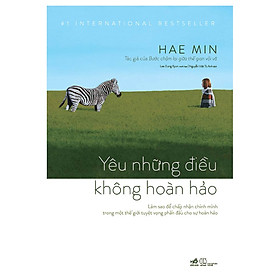 #1 INTERNATIONAL BESTSELLER
HAE MIN
Tác giả của Bước chậm lại giữa thế gian vội vã
Yêu những điều
không hoàn hảo
Làm sao để chấp nhận chính mình
trong một thế giới tuyệt vọng phấn đấu cho sự hoàn hảo